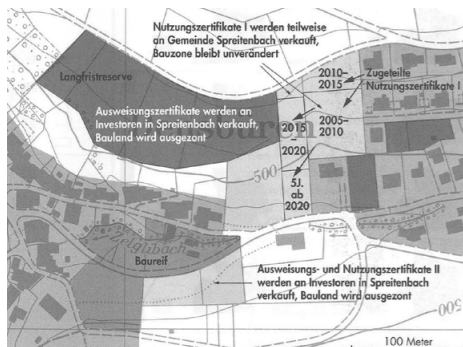 Nutzungszertifikate I werden teilweise
an Gemeinde Spreitenbach verkauft,
Bauzone bleibt unverändert
Langfristreserve
2010–
2015
Zugeteilte
Nutzungszertifikate I
Ausweisungszertifikate werden an
Investoren in Spreitenbach verkauft,
Bauland wird ausgezont
2005–
2010
2015
–
2020
500
5J.
ab
2020
Baureif
Ausweisungs- und Nutzungszertifikate II
werden an Investoren in Spreitenbach
verkauft, Bauland wird ausgezont
500
100 Meter